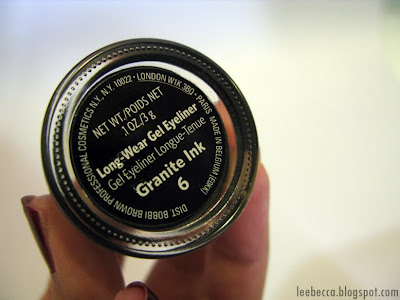 DIST. BOBBI BROWN PROFESSIONAL COSMETICS N.Y., N.Y. 10022 · LONDON W1K 3BQ · PARIS MADE IN BELGIUM
NET WT./POIDS NET
.1 OZ./3 g
Long-Wear Gel Eyeliner
Gel Eyeliner Longue-Tenue
Granite Ink
6
leebecca.blogspot.com